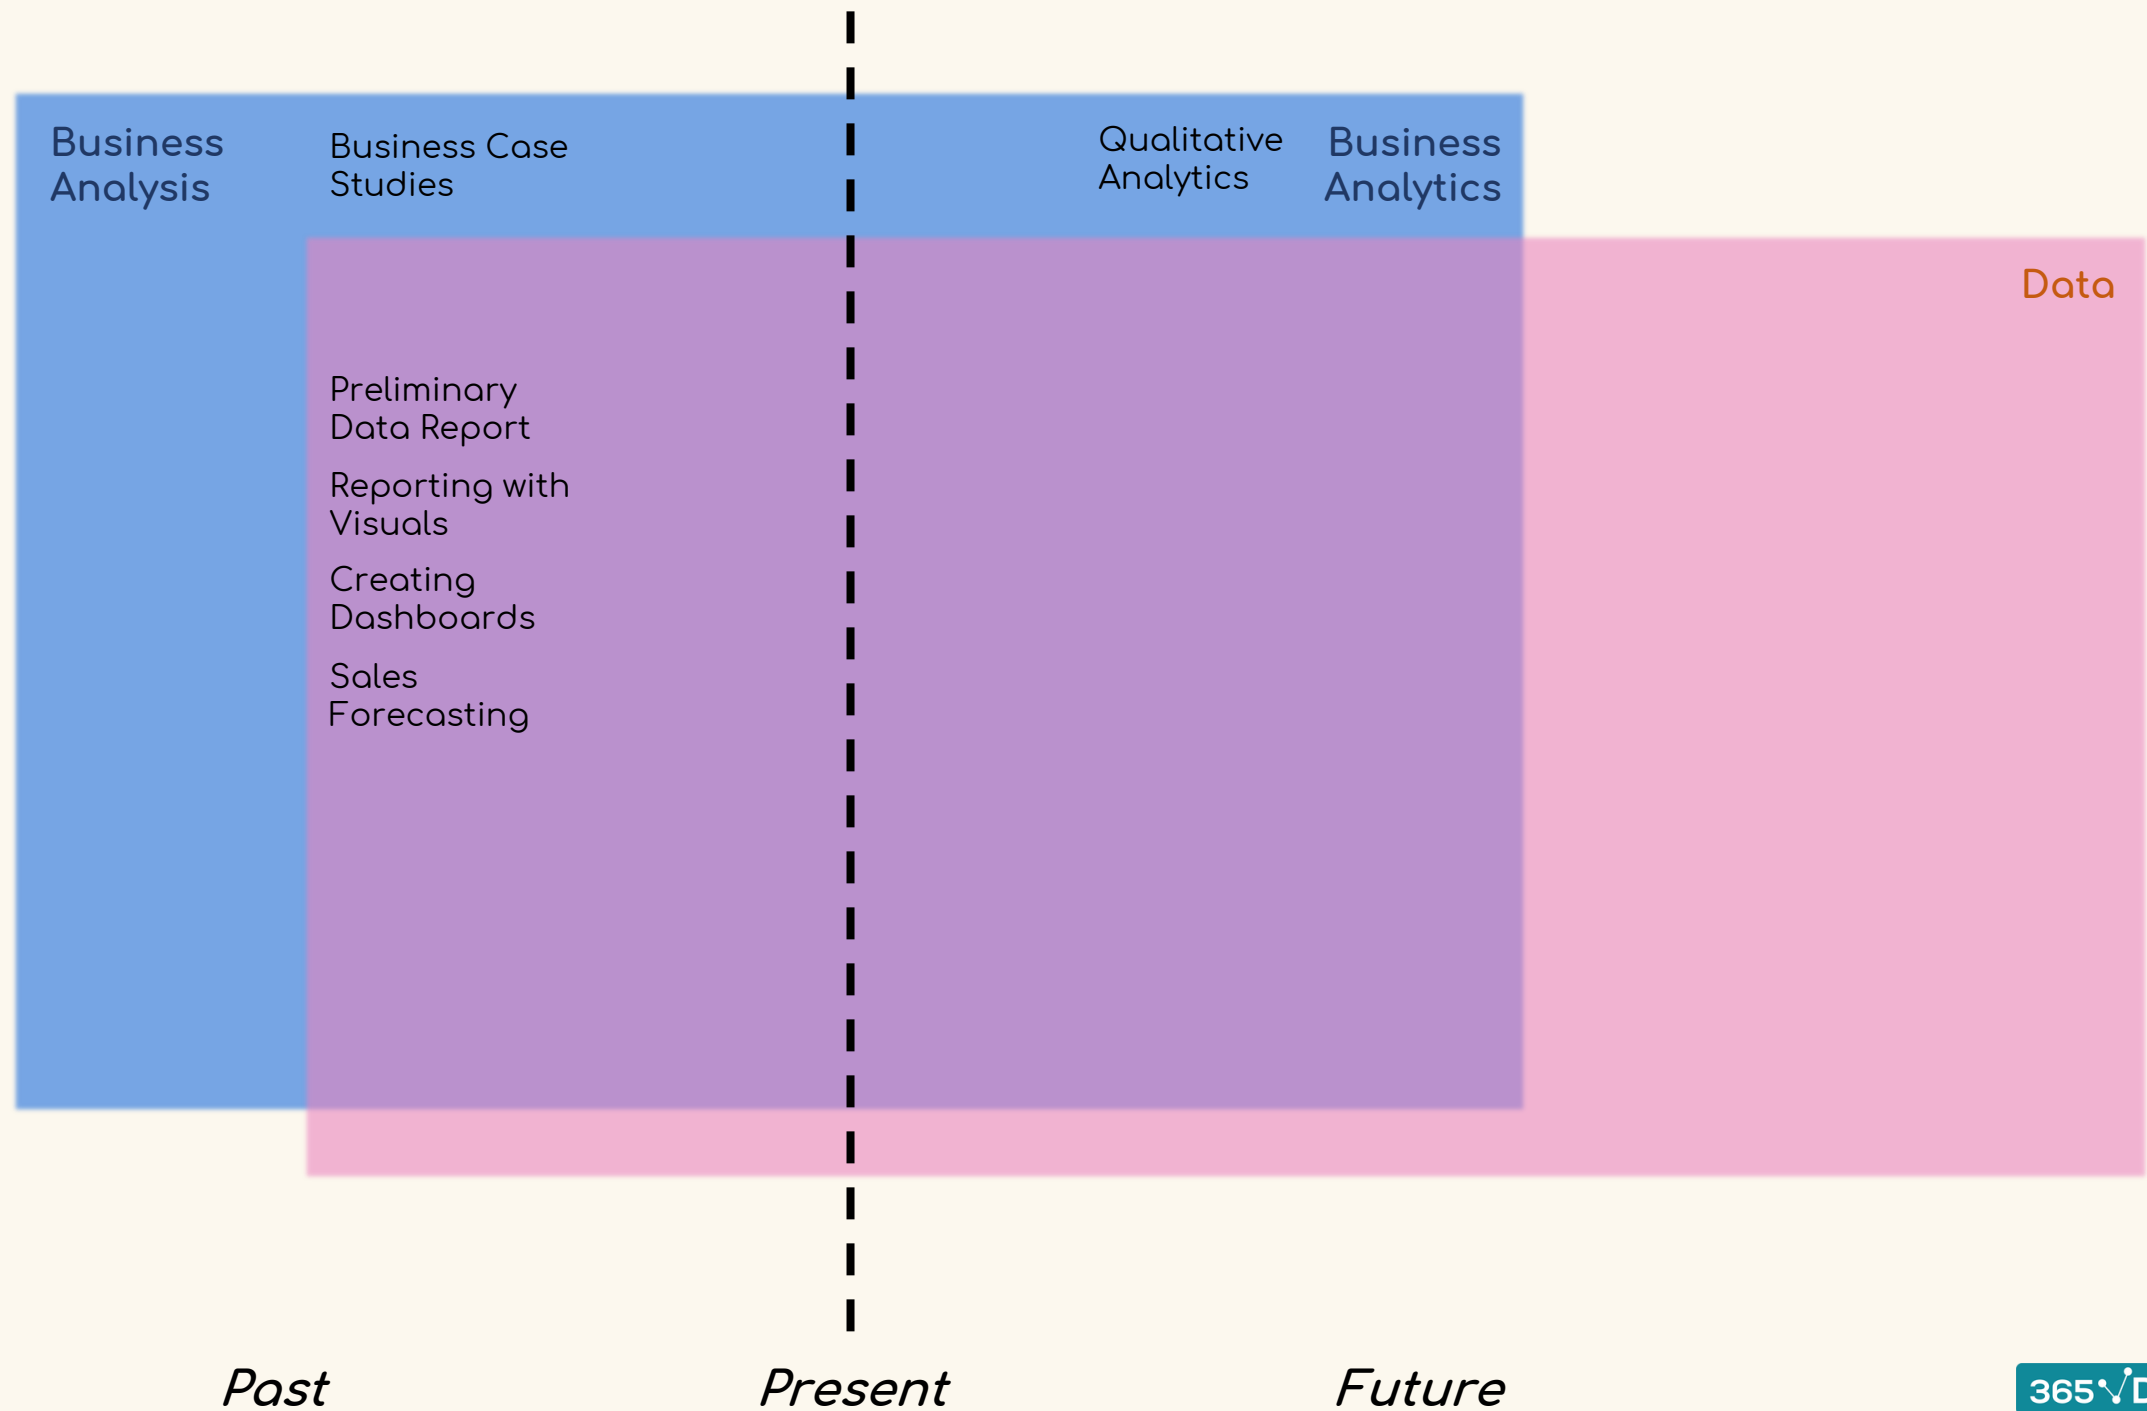 Business
Analysis
Business Case
Studies
Qualitative
Analytics
Business
Analytics
Data
Preliminary
Data Report
Reporting with
Visuals
Creating
Dashboards
Sales
Forecasting
Past
Present
Future
365 D